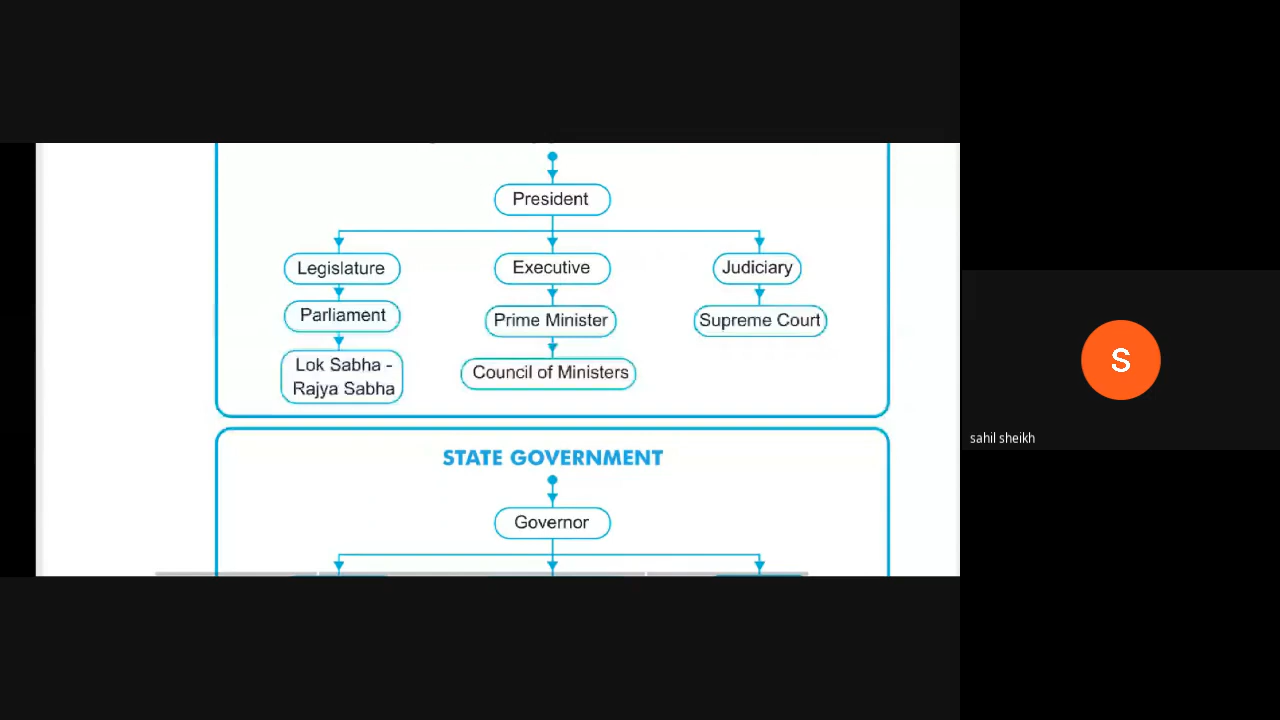 President
Legislature
Executive
Judiciary
Parliament
Prime Minister
Supreme Court
Lok Sabha -
Rajya Sabha
Council of Ministers
STATE GOVERNMENT
Governor
S
sahil sheikh